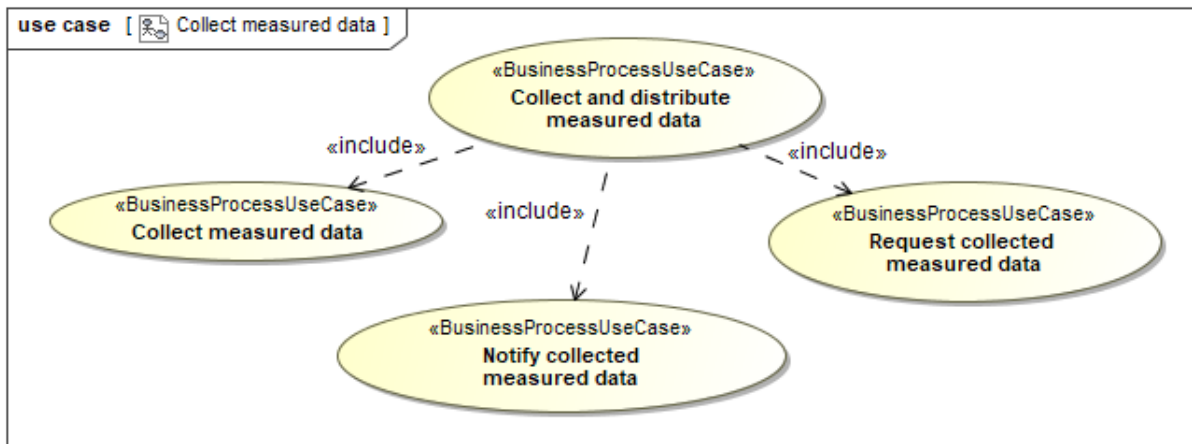 use case [ Collect measured data ]
«BusinessProcessUseCase»
Collect and distribute
measured data
«include»
«include»
«include»
«BusinessProcessUseCase»
Collect measured data
«BusinessProcessUseCase»
Request collected
measured data
«BusinessProcessUseCase»
Notify collected
measured data